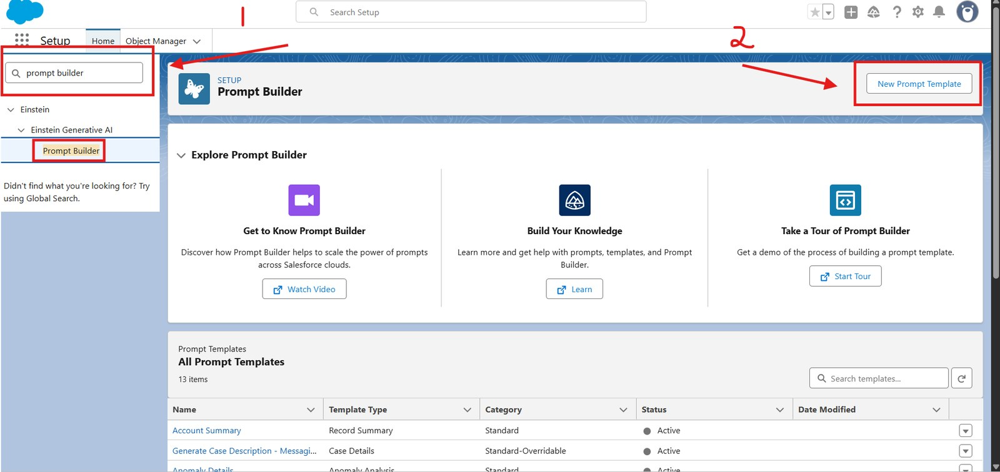 1
Search Setup
2
Setup
Home
Object Manager
prompt builder
SETUP
Prompt Builder
New Prompt Template
Einstein
Einstein Generative AI
Prompt Builder
Didn't find what you're looking for? Try
using Global Search.
Explore Prompt Builder
Get to Know Prompt Builder
Discover how Prompt Builder helps to scale the power of prompts
across Salesforce clouds.
Watch Video
Build Your Knowledge
Learn more and get help with prompts, templates, and Prompt
Builder.
Learn
Take a Tour of Prompt Builder
Get a demo of the process of building a prompt template.
Start Tour
Prompt Templates
All Prompt Templates
13 items
Search templates...
Name Template Type Category Status Date Modified
Account Summary Record Summary Standard Active
Generate Case Description - Messagi... Case Details Standard-Overridable Active
Anomaly Details Anomaly Analysis Standard Active